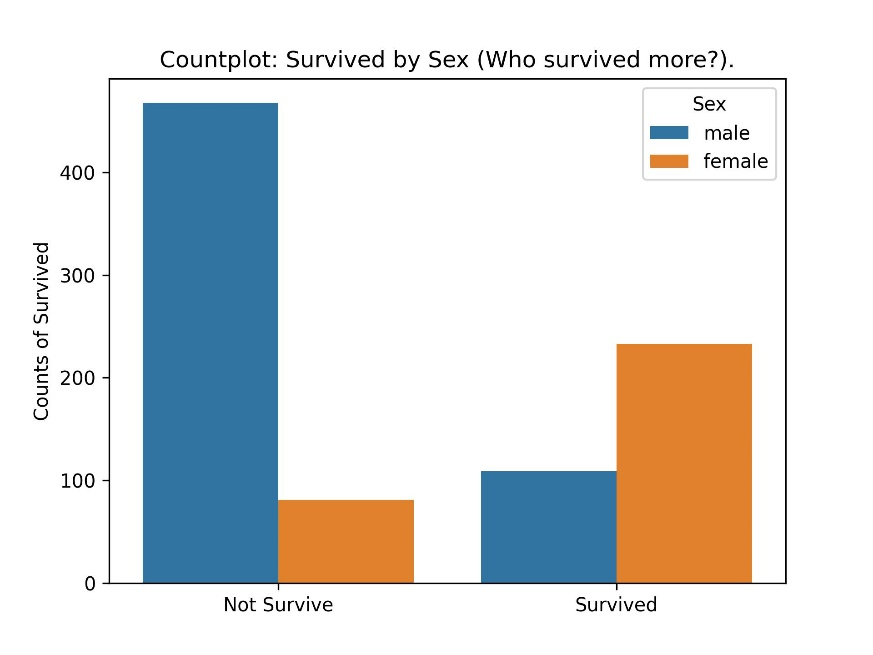 Countplot: Survived by Sex (Who survived more?).
Sex
male
female
Counts of Survived
400
300
200
100
0
Not Survive
Survived